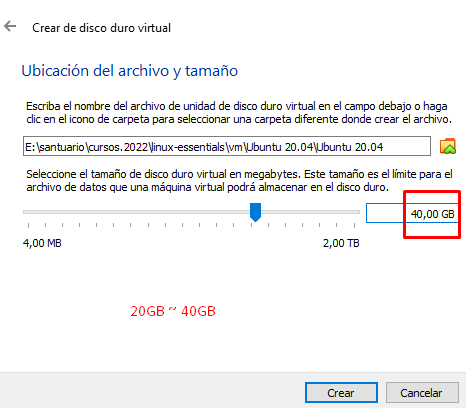 Crear de disco duro virtual
Ubicación del archivo y tamaño
Escriba el nombre del archivo de unidad de disco duro virtual en el campo debajo o haga
clic en el icono de carpeta para seleccionar una carpeta diferente donde crear el archivo.
E:\santuario\cursos.2022\linux-essentials\vm\Ubuntu 20.04\Ubuntu 20.04
Seleccione el tamaño de disco duro virtual en megabytes. Este tamaño es el límite para el
archivo de datos que una máquina virtual podrá almacenar en el disco duro.
40,00 GB
4,00 MB 2,00 TB
20GB ~ 40GB
Crear Cancelar